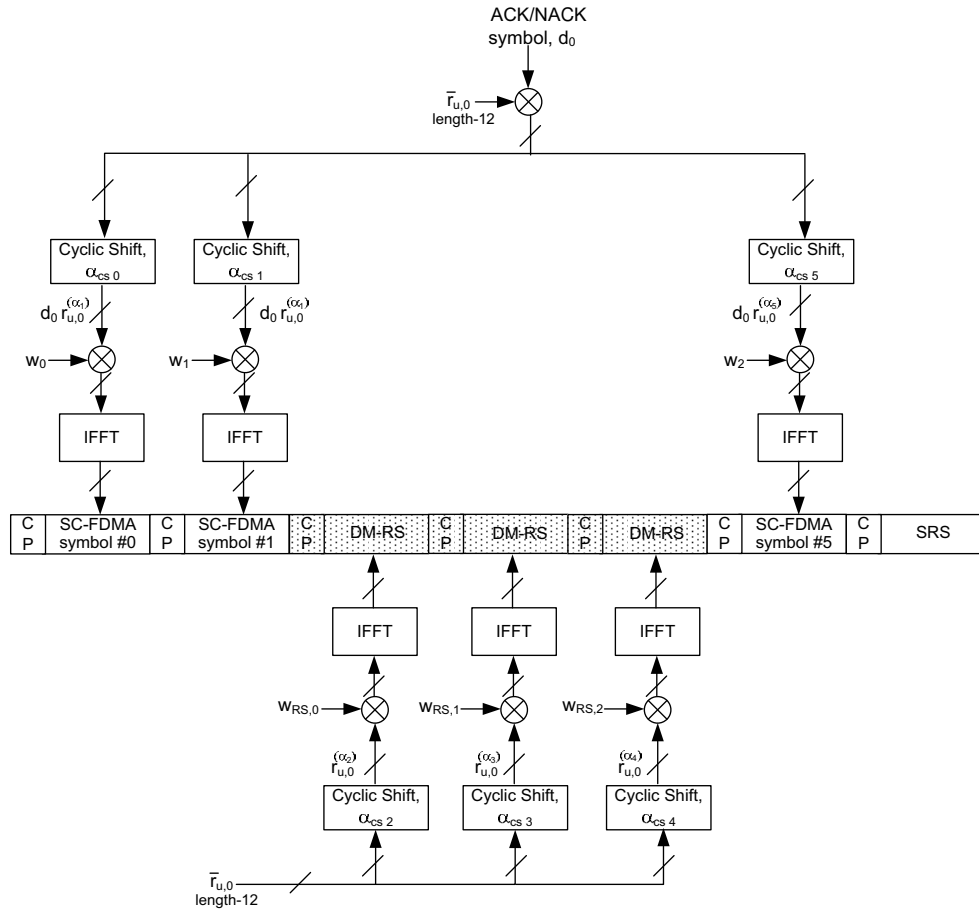 ACK/NACK
symbol, d₀
r̅u,0
length-12
Cyclic Shift,
αcs 0
Cyclic Shift,
αcs 1
Cyclic Shift,
αcs 5
d₀ ru,0(α₁)
d₀ ru,0(α₁)
d₀ ru,0(α₅)
w₀
w₁
w₂
IFFT
IFFT
IFFT
C
P
SC-FDMA
symbol #0
C
P
SC-FDMA
symbol #1
C
P
DM-RS
C
P
DM-RS
C
P
DM-RS
C
P
SC-FDMA
symbol #5
C
P
SRS
IFFT
IFFT
IFFT
wRS,0
wRS,1
wRS,2
ru,0(α₂)
ru,0(α₃)
ru,0(α₄)
Cyclic Shift,
αcs 2
Cyclic Shift,
αcs 3
Cyclic Shift,
αcs 4
r̅u,0
length-12